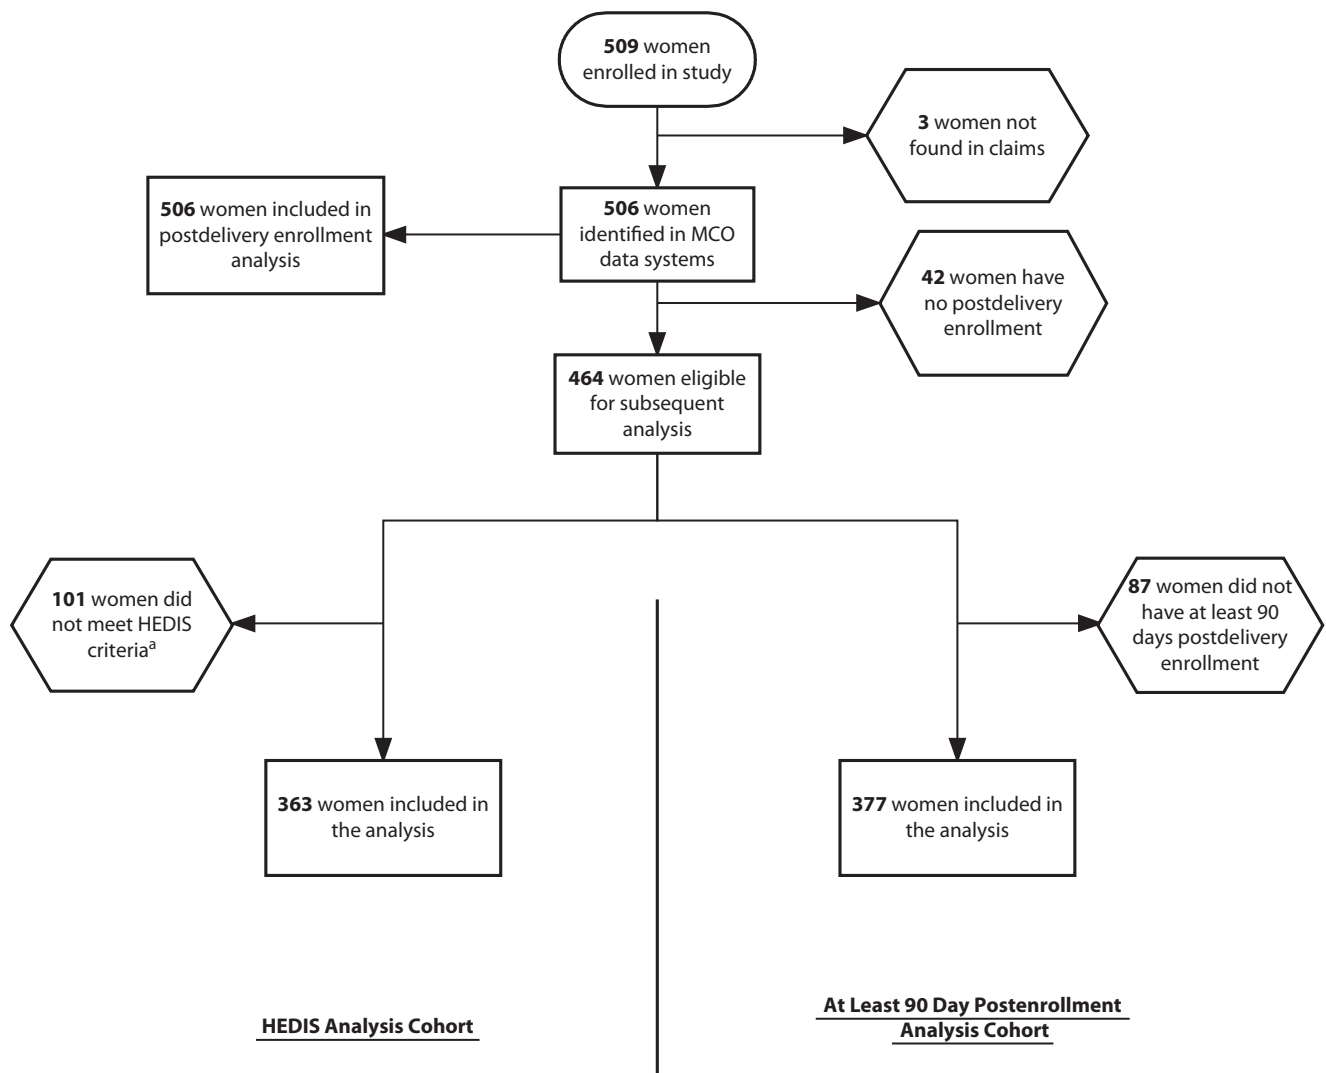 509 women
enrolled in study
3 women not
found in claims
506 women included in
postdelivery enrollment
analysis
506 women
identified in MCO
data systems
42 women have
no postdelivery
enrollment
464 women eligible
for subsequent
analysis
101 women did
not meet HEDIS
criteriaᵃ
87 women did not
have at least 90
days postdelivery
enrollment
363 women included in
the analysis
377 women included in
the analysis
HEDIS Analysis Cohort
At Least 90 Day Postenrollment
Analysis Cohort